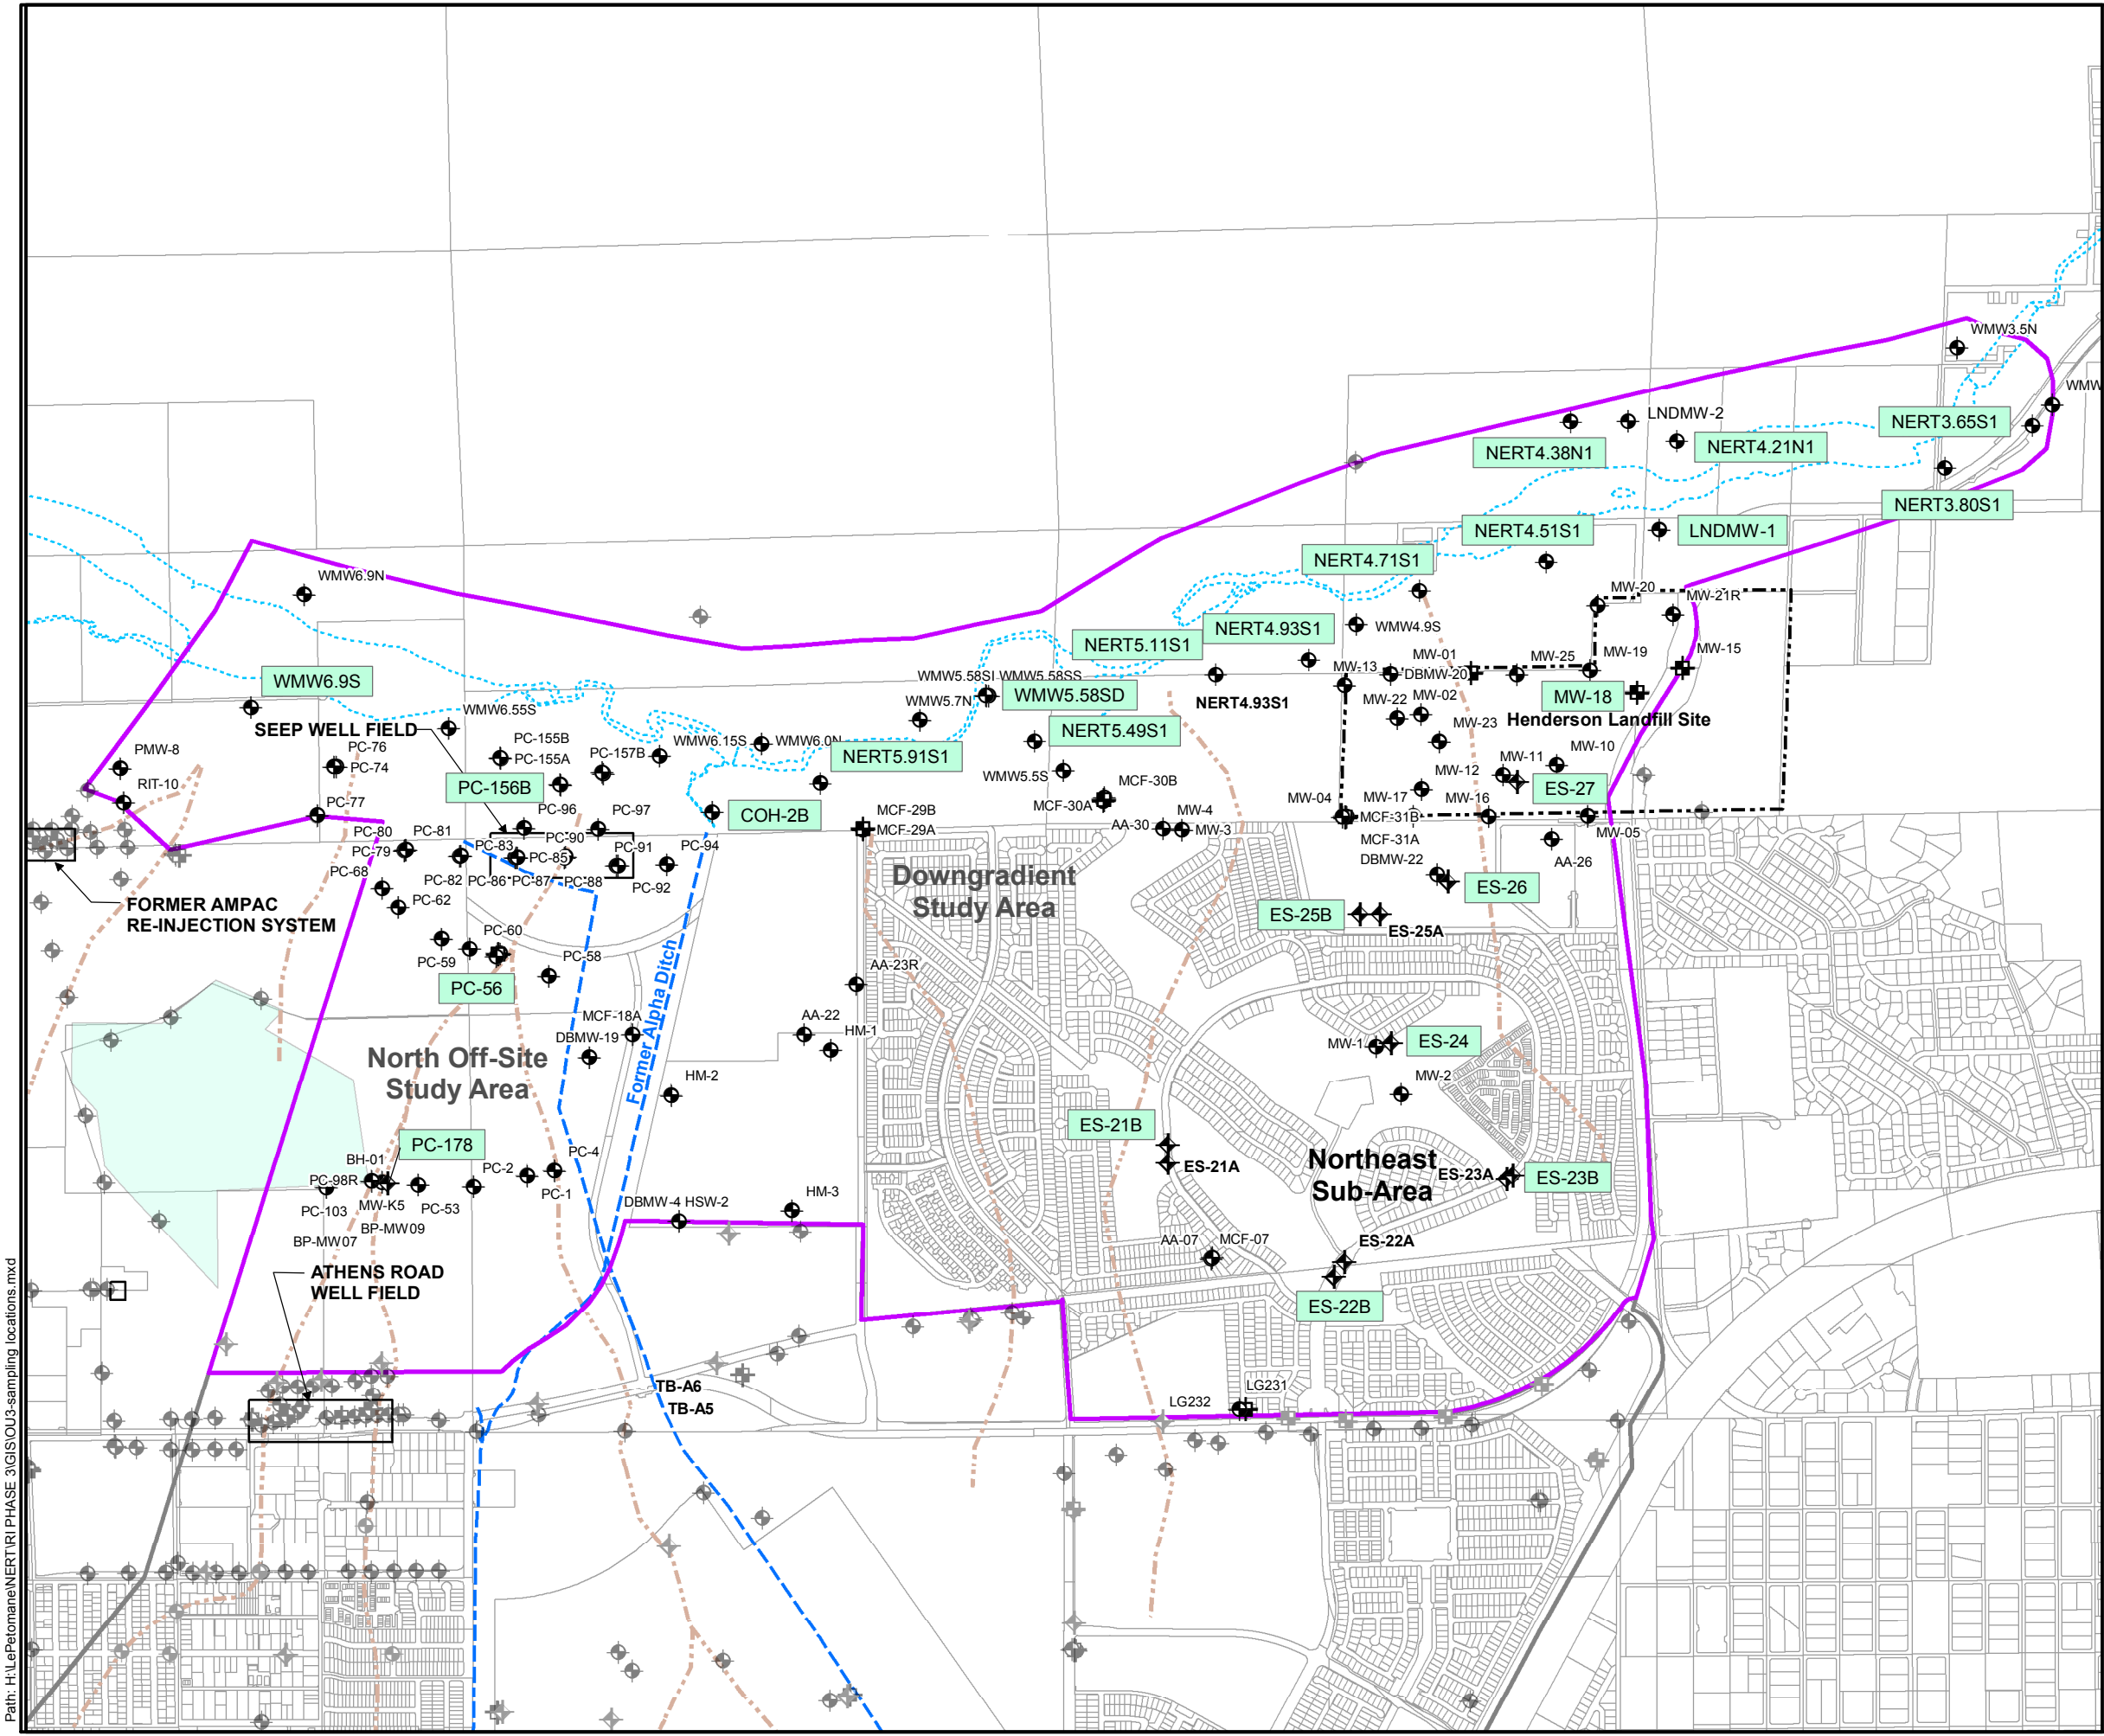 WMW3.5N
WMW
LNDMW-2
NERT3.65S1
NERT4.38N1
NERT4.21N1
NERT3.80S1
NERT4.51S1
LNDMW-1
NERT4.71S1
WMW6.9N
MW-20
MW-21R
NERT4.93S1
WMW4.9S
NERT5.11S1
MW-01
MW-25
MW-19
MW-15
MW-13
DBMW-20
WMW6.9S
WMW5.58SI
WMW5.58SS
WMW5.58SD
MW-18
WMW5.7N
NERT4.93S1
MW-22
MW-02
Henderson Landfill Site
WMW6.55S
SEEP WELL FIELD
NERT5.49S1
MW-23
PC-76
PC-74
PMW-8
PC-155B
PC-155A
PC-157B
WMW6.15S
WMW6.0N
NERT5.91S1
WMW5.5S
MW-11
MW-10
RIT-10
PC-156B
MCF-30B
MCF-30A
MW-12
ES-27
PC-77
PC-96
PC-97
COH-2B
MCF-29B
MCF-29A
MW-4
MW-3
AA-30
MW-04
MW-17
MW-16
MCF-31B
MCF-31A
MW-05
AA-26
PC-80
PC-81
PC-79
PC-83
PC-90
PC-85
PC-91
PC-94
PC-68
PC-82
PC-86
PC-87
PC-88
PC-92
DBMW-22
ES-26
Downgradient
Study Area
FORMER AMPAC
RE-INJECTION SYSTEM
PC-62
PC-60
ES-25B
ES-25A
PC-59
PC-58
PC-56
AA-23R
MCF-18A
DBMW-19
Former Alpha Ditch
AA-22
HM-1
MW-1
ES-24
North Off-Site
Study Area
HM-2
MW-2
ES-21B
ES-21A
PC-178
BH-01
PC-98R
PC-103
MW-K5
PC-53
PC-2
PC-4
PC-1
BP-MW09
BP-MW07
Northeast
Sub-Area
ES-23A
ES-23B
DBMW-4
HSW-2
HM-3
AA-07
MCF-07
ES-22A
ES-22B
ATHENS ROAD
WELL FIELD
TB-A6
TB-A5
LG232
LG231
Path: H:\LePetomane\NERT\RI PHASE 3\GIS\OU3-sampling locations.mxd